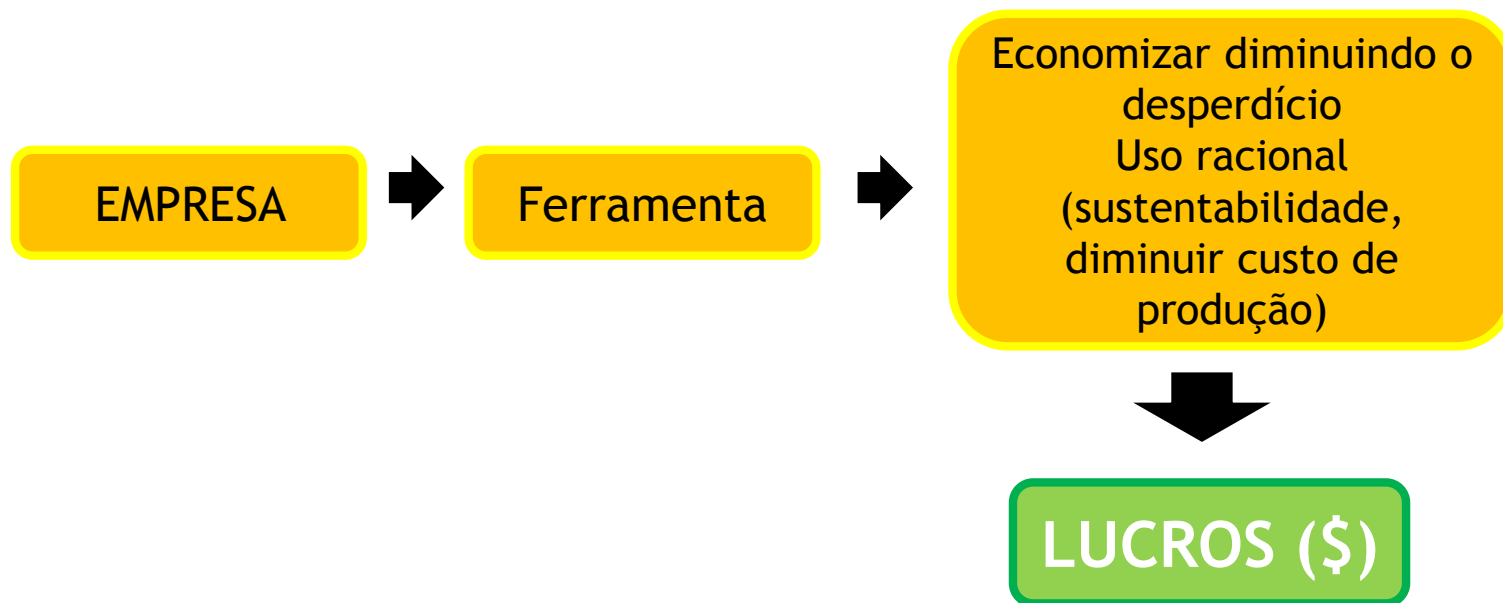 EMPRESA
Ferramenta
Economizar diminuindo o
desperdício
Uso racional
(sustentabilidade,
diminuir custo de
produção)
LUCROS ($)